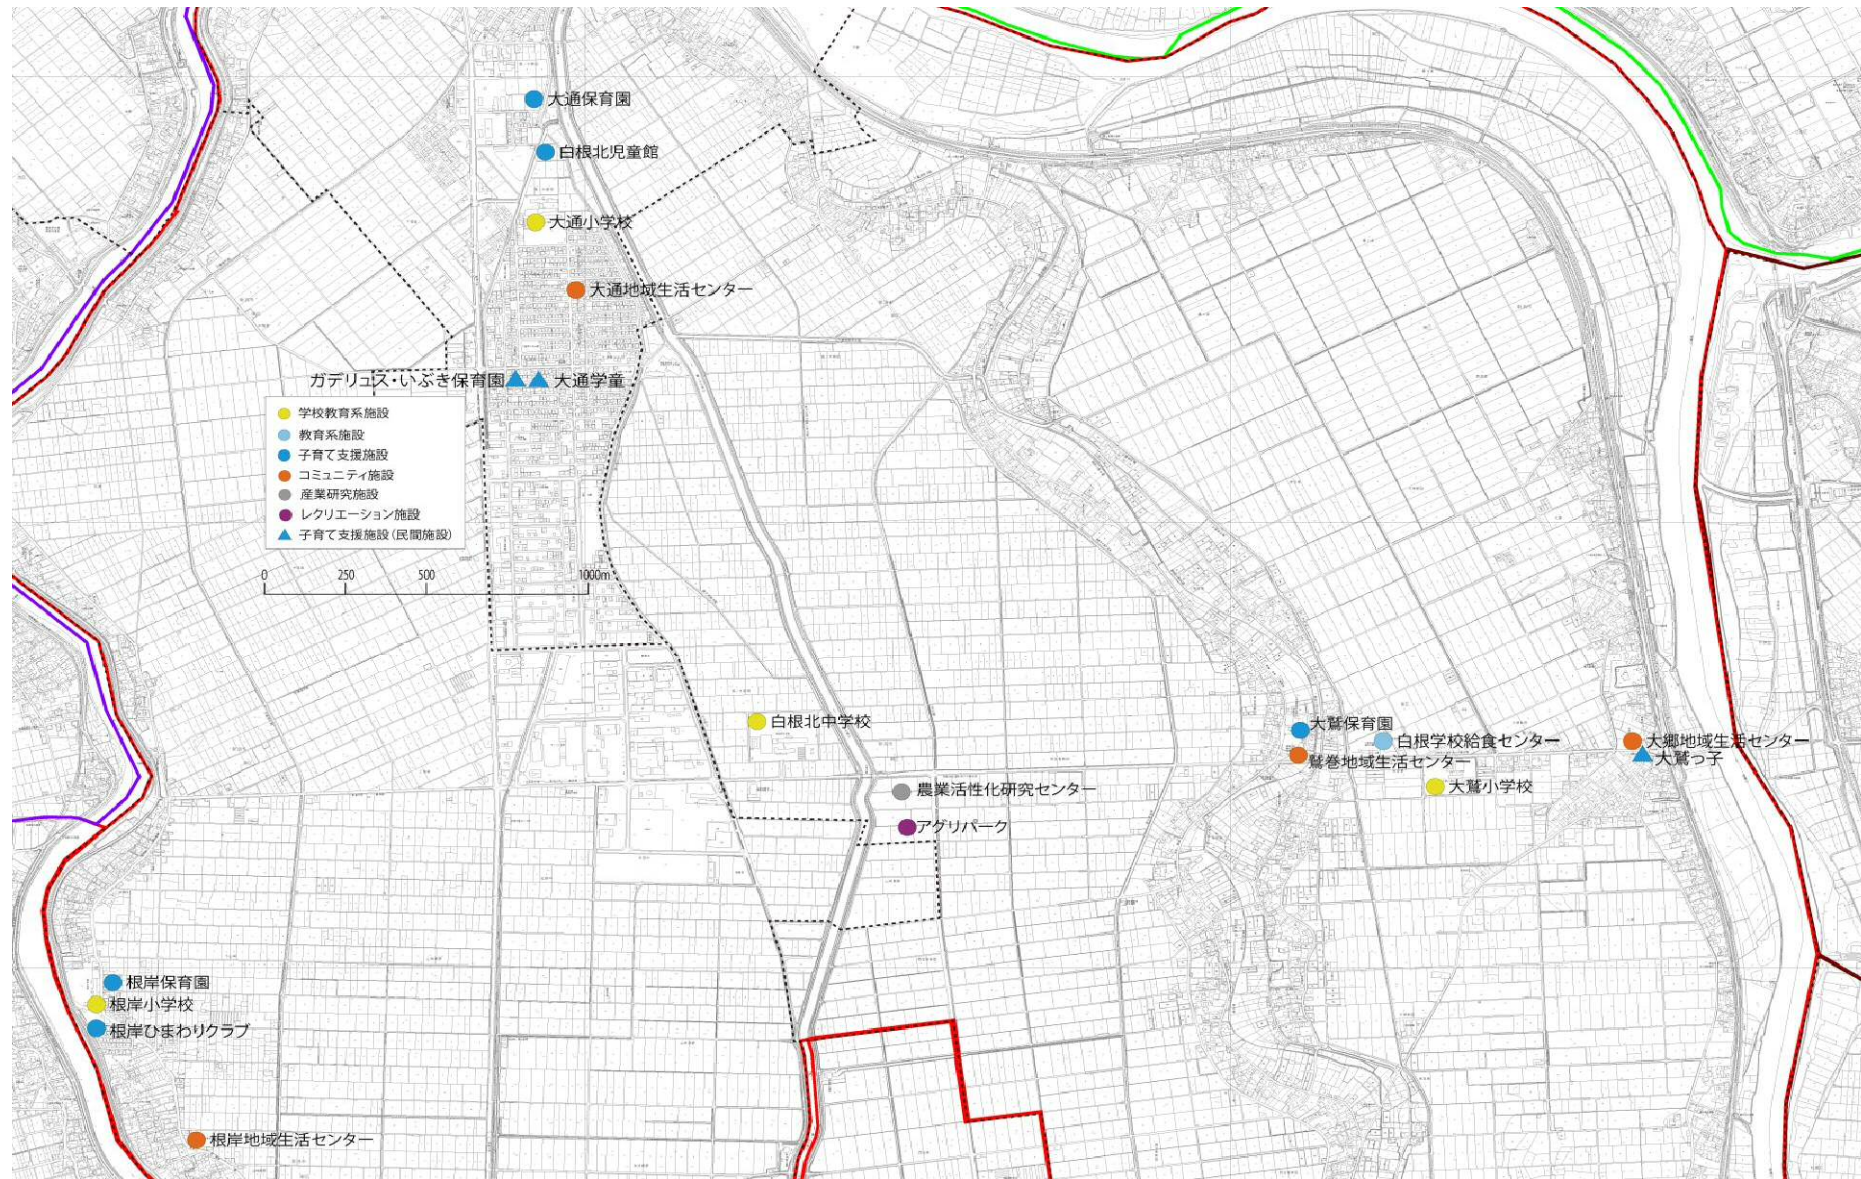 大通保育園
白根北児童館
大通小学校
大通地域生活センター
ガデリュス・いぶき保育園
大通学童
学校教育系施設
教育系施設
子育て支援施設
コミュニティ施設
産業研究施設
レクリエーション施設
子育て支援施設(民間施設)
0 250 500 1000m
白根北中学校
大鷲保育園
白根学校給食センター
大郷地域生活センター
鷲巻地域生活センター
大鷲っ子
大鷲小学校
農業活性化研究センター
アグリパーク
根岸保育園
根岸小学校
根岸ひまわりクラブ
根岸地域生活センター